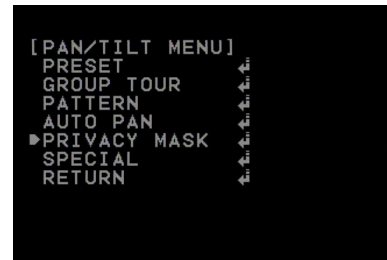 [PAN/TILT MENU]
PRESET
GROUP TOUR
PATTERN
AUTO PAN
PRIVACY MASK
SPECIAL
RETURN